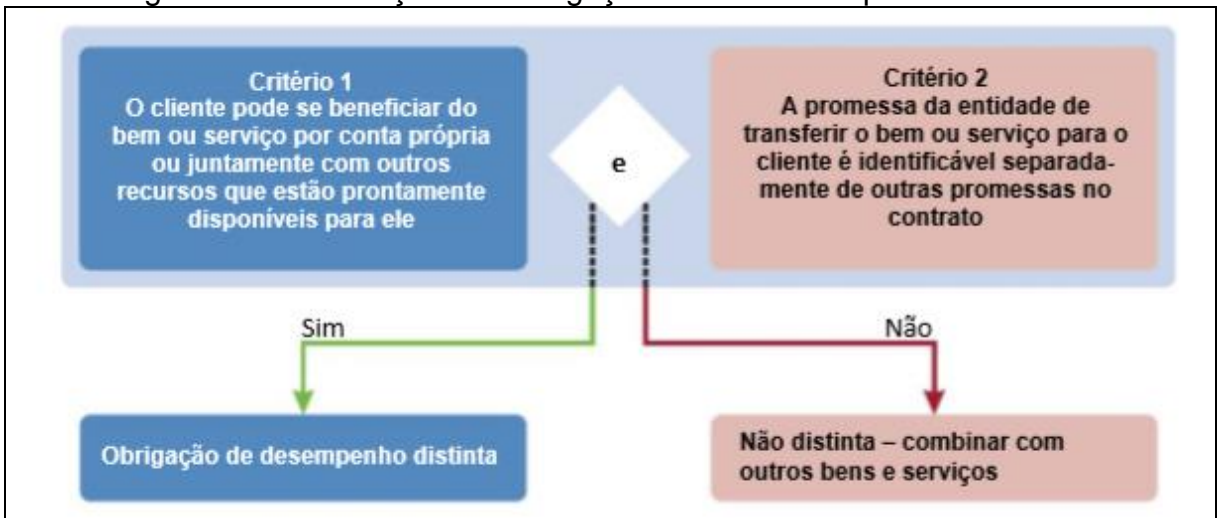 Critério 1
O cliente pode se beneficiar do
bem ou serviço por conta própria
ou juntamente com outros
recursos que estão prontamente
disponíveis para ele
e
Critério 2
A promessa da entidade de
transferir o bem ou serviço para o
cliente é identificável separada-
mente de outras promessas no
contrato
Sim
Não
Obrigação de desempenho distinta
Não distinta – combinar com
outros bens e serviços